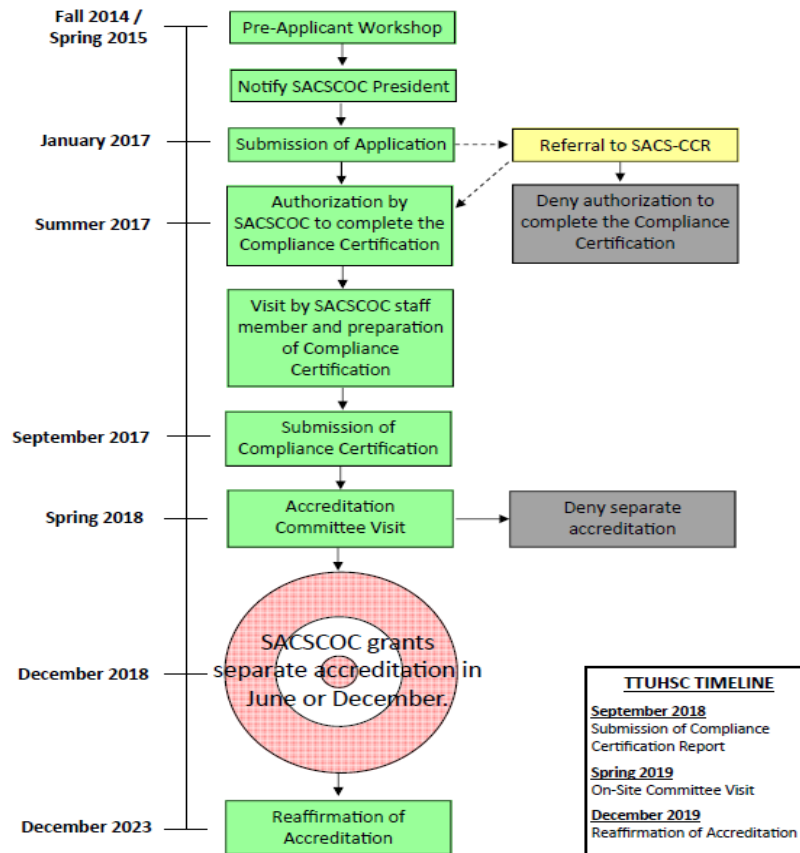 Fall 2014 /
Spring 2015
Pre-Applicant Workshop
Notify SACSCOC President
January 2017
Submission of Application
Referral to SACS-CCR
Summer 2017
Authorization by
SACSCOC to complete the
Compliance Certification
Deny authorization to
complete the Compliance
Certification
Visit by SACSCOC staff
member and preparation
of Compliance
Certification
September 2017
Submission of
Compliance Certification
Spring 2018
Accreditation
Committee Visit
Deny separate
accreditation
December 2018
SACSCOC grants
separate accreditation in
June or December.
December 2023
Reaffirmation of
Accreditation
TTUHSC TIMELINE
September 2018
Submission of Compliance
Certification Report
Spring 2019
On-Site Committee Visit
December 2019
Reaffirmation of Accreditation